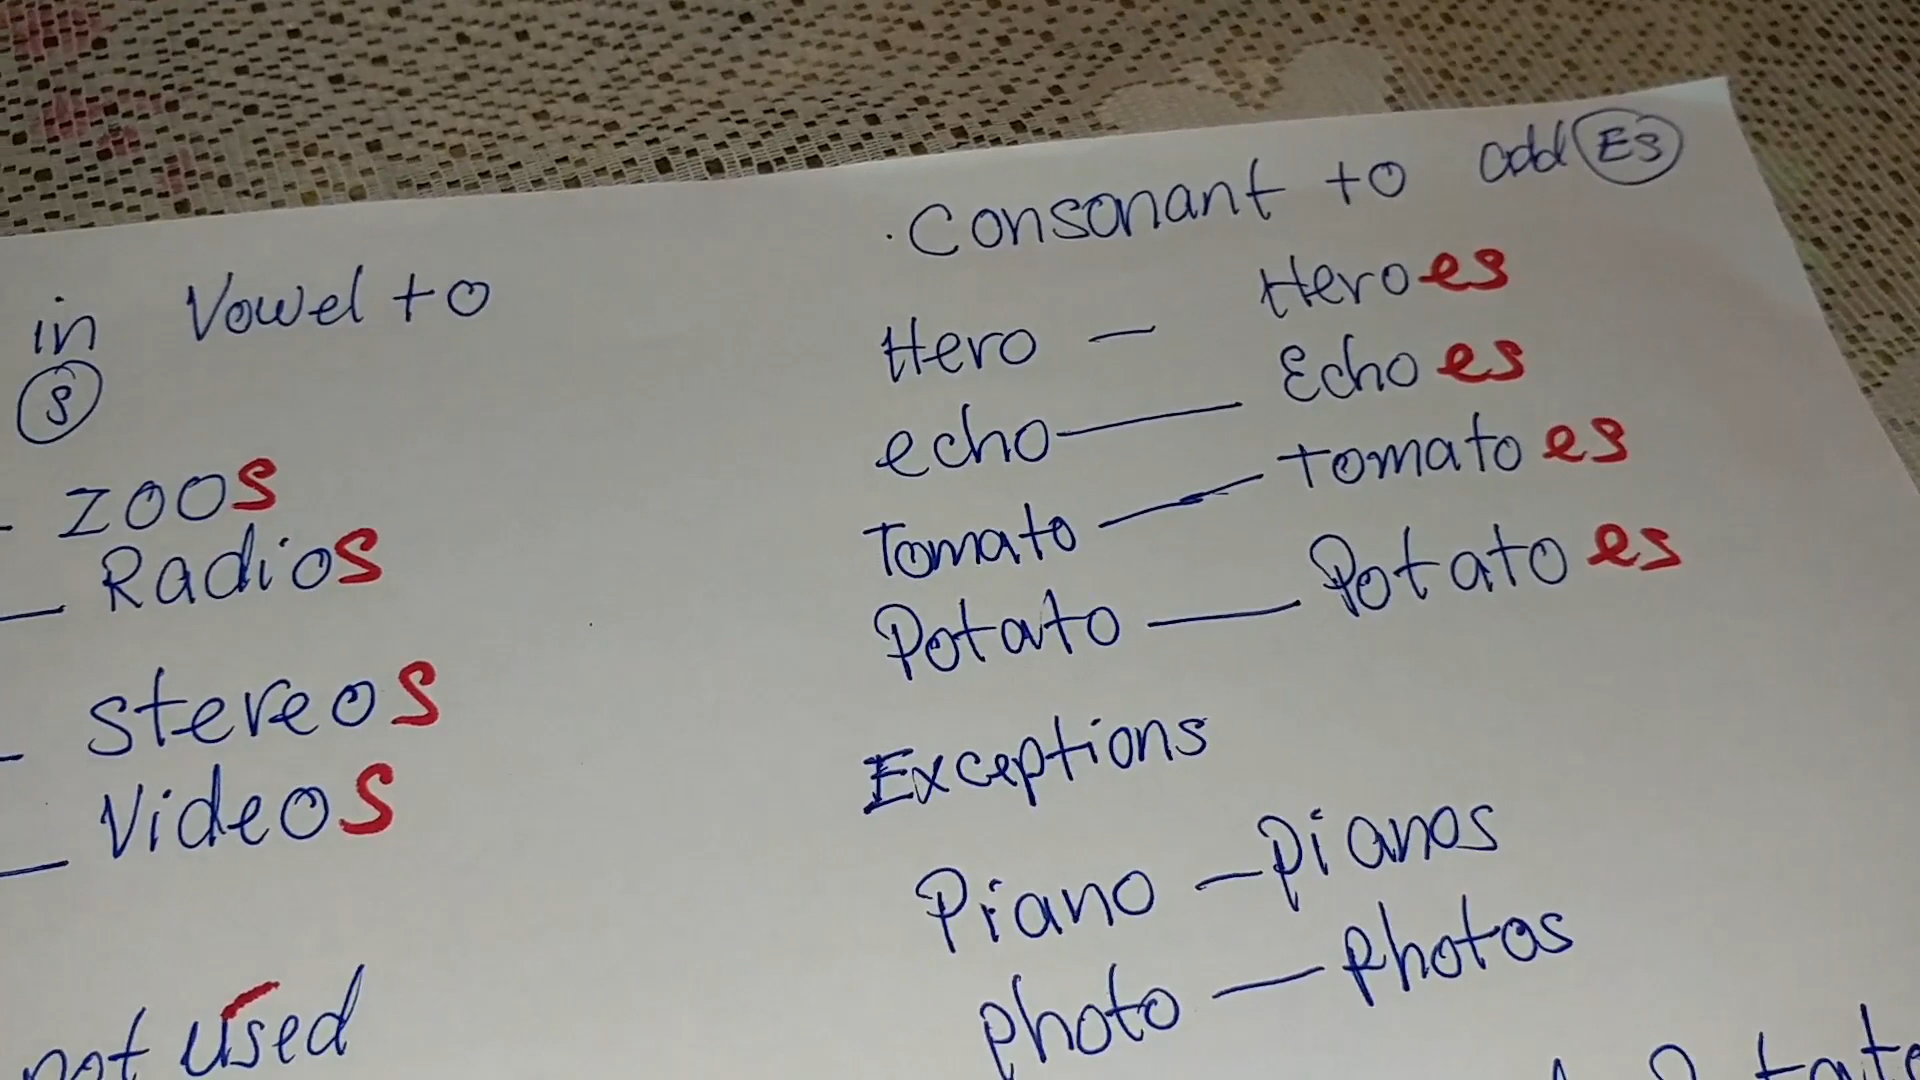 in Vowel to
S
- ZOOS
— Radios
- stereos
— Videos
not used
. Consonant to add ES
Hero — Heroes
echo — Echoes
Tomato — tomatoes
Potato — Potatoes
Exceptions
Piano — pianos
photo — photos